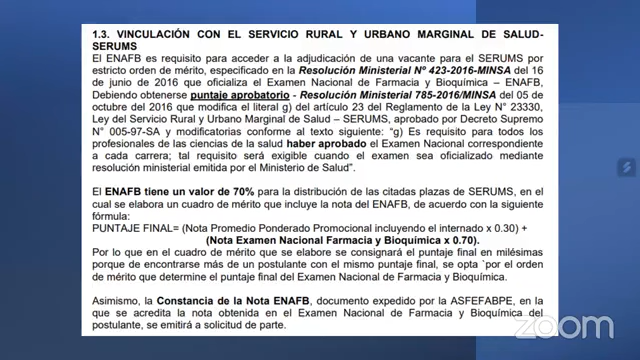 1.3. VINCULACIÓN CON EL SERVICIO RURAL Y URBANO MARGINAL DE SALUD-
SERUMS
El ENAFB es requisito para acceder a la adjudicación de una vacante para el SERUMS por
estricto orden de mérito, especificado en la Resolución Ministerial Nº 423-2016-MINSA del 16
de junio de 2016 que oficializa el Examen Nacional de Farmacia y Bioquímica – ENAFB,
Debiendo obtenerse puntaje aprobatorio - Resolución Ministerial 785-2016/MINSA del 05 de
octubre del 2016 que modifica el literal g) del artículo 23 del Reglamento de la Ley N° 23330,
Ley del Servicio Rural y Urbano Marginal de Salud – SERUMS, aprobado por Decreto Supremo
N° 005-97-SA y modificatorias conforme al texto siguiente: “g) Es requisito para todos los
profesionales de las ciencias de la salud haber aprobado el Examen Nacional correspondiente
a cada carrera; tal requisito será exigible cuando el examen sea oficializado mediante
resolución ministerial emitida por el Ministerio de Salud”.
El ENAFB tiene un valor de 70% para la distribución de las citadas plazas de SERUMS, en el
cual se elabora un cuadro de mérito que incluye la nota del ENAFB, de acuerdo con la siguiente
fórmula:
PUNTAJE FINAL= (Nota Promedio Ponderado Promocional incluyendo el internado x 0.30) +
(Nota Examen Nacional Farmacia y Bioquímica x 0.70).
Por lo que en el cuadro de mérito que se elabore se consignará el puntaje final en milésimas
porque de encontrarse más de un postulante con el mismo puntaje final, se opta `por el orden
de mérito que determine el puntaje final del Examen Nacional de Farmacia y Bioquímica.
Asimismo, la Constancia de la Nota ENAFB, documento expedido por la ASFEFABPE, en la
que se acredita la nota obtenida en el Examen Nacional de Farmacia y Bioquímica del
postulante, se emitirá a solicitud de parte.
zoom